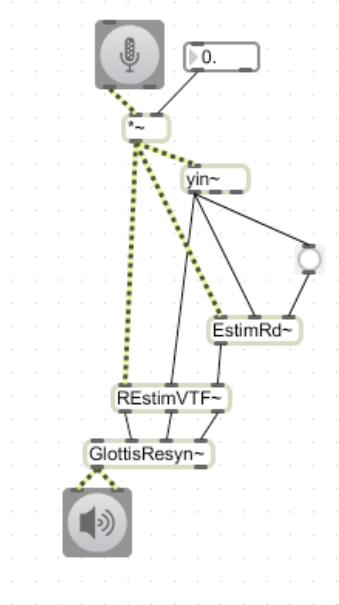 0.
*~
yin~
EstimRd~
REstimVTF~
GlottisResyn~